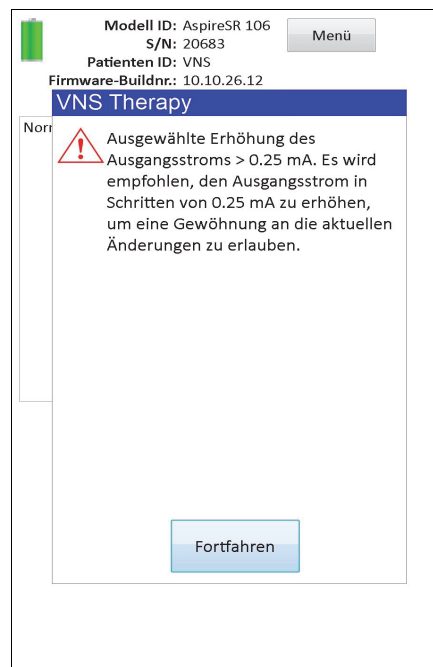 Modell ID: AspireSR 106
S/N: 20683
Patienten ID: VNS
Firmware-Buildnr.: 10.10.26.12
Menü
VNS Therapy
Norr
Ausgewählte Erhöhung des
Ausgangsstroms > 0.25 mA. Es wird
empfohlen, den Ausgangsstrom in
Schritten von 0.25 mA zu erhöhen,
um eine Gewöhnung an die aktuellen
Änderungen zu erlauben.
Fortfahren